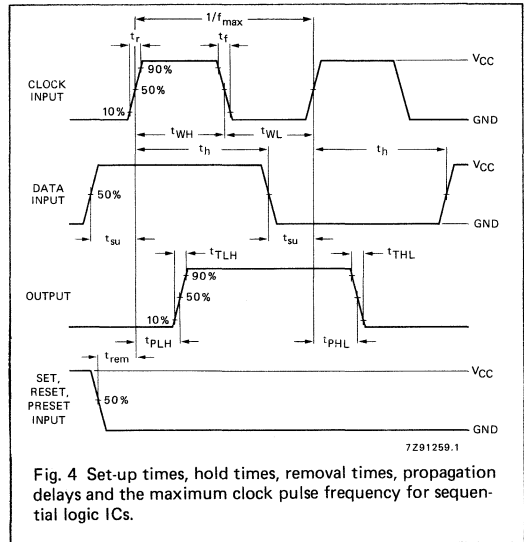 1/fmax
tr
tf
VCC
90%
CLOCK
INPUT
50%
10%
GND
tWH
tWL
th
th
VCC
DATA
INPUT
50%
GND
tsu
tsu
tTLH
tTHL
90%
OUTPUT
50%
10%
tPLH
tPHL
trem
VCC
SET,
RESET,
PRESET
INPUT
50%
GND
7Z91259.1
Fig. 4 Set-up times, hold times, removal times, propagation
delays and the maximum clock pulse frequency for sequen-
tial logic ICs.